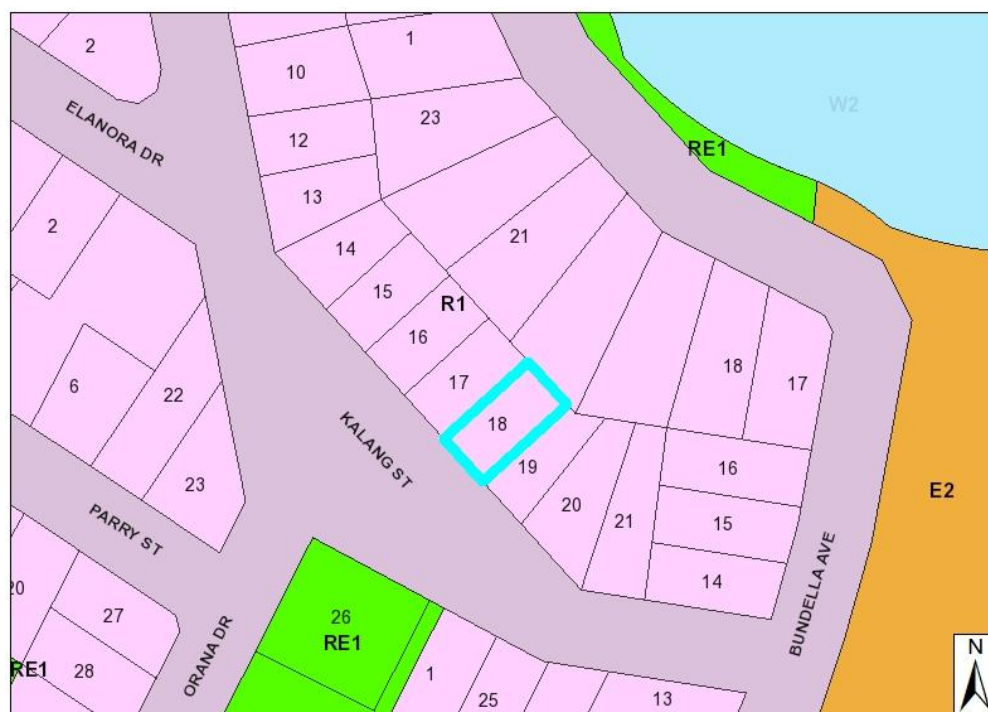 2
1
10
W2
23
ELANORA DR
12
RE1
13
2
21
14
15
R1
16
18
17
6
22
17
18
KALANG ST
19
16
23
20
E2
15
21
PARRY ST
14
20
27
26
BUNDELLA AVE
RE1
N
RE1
28
ORANA DR
1
25
13